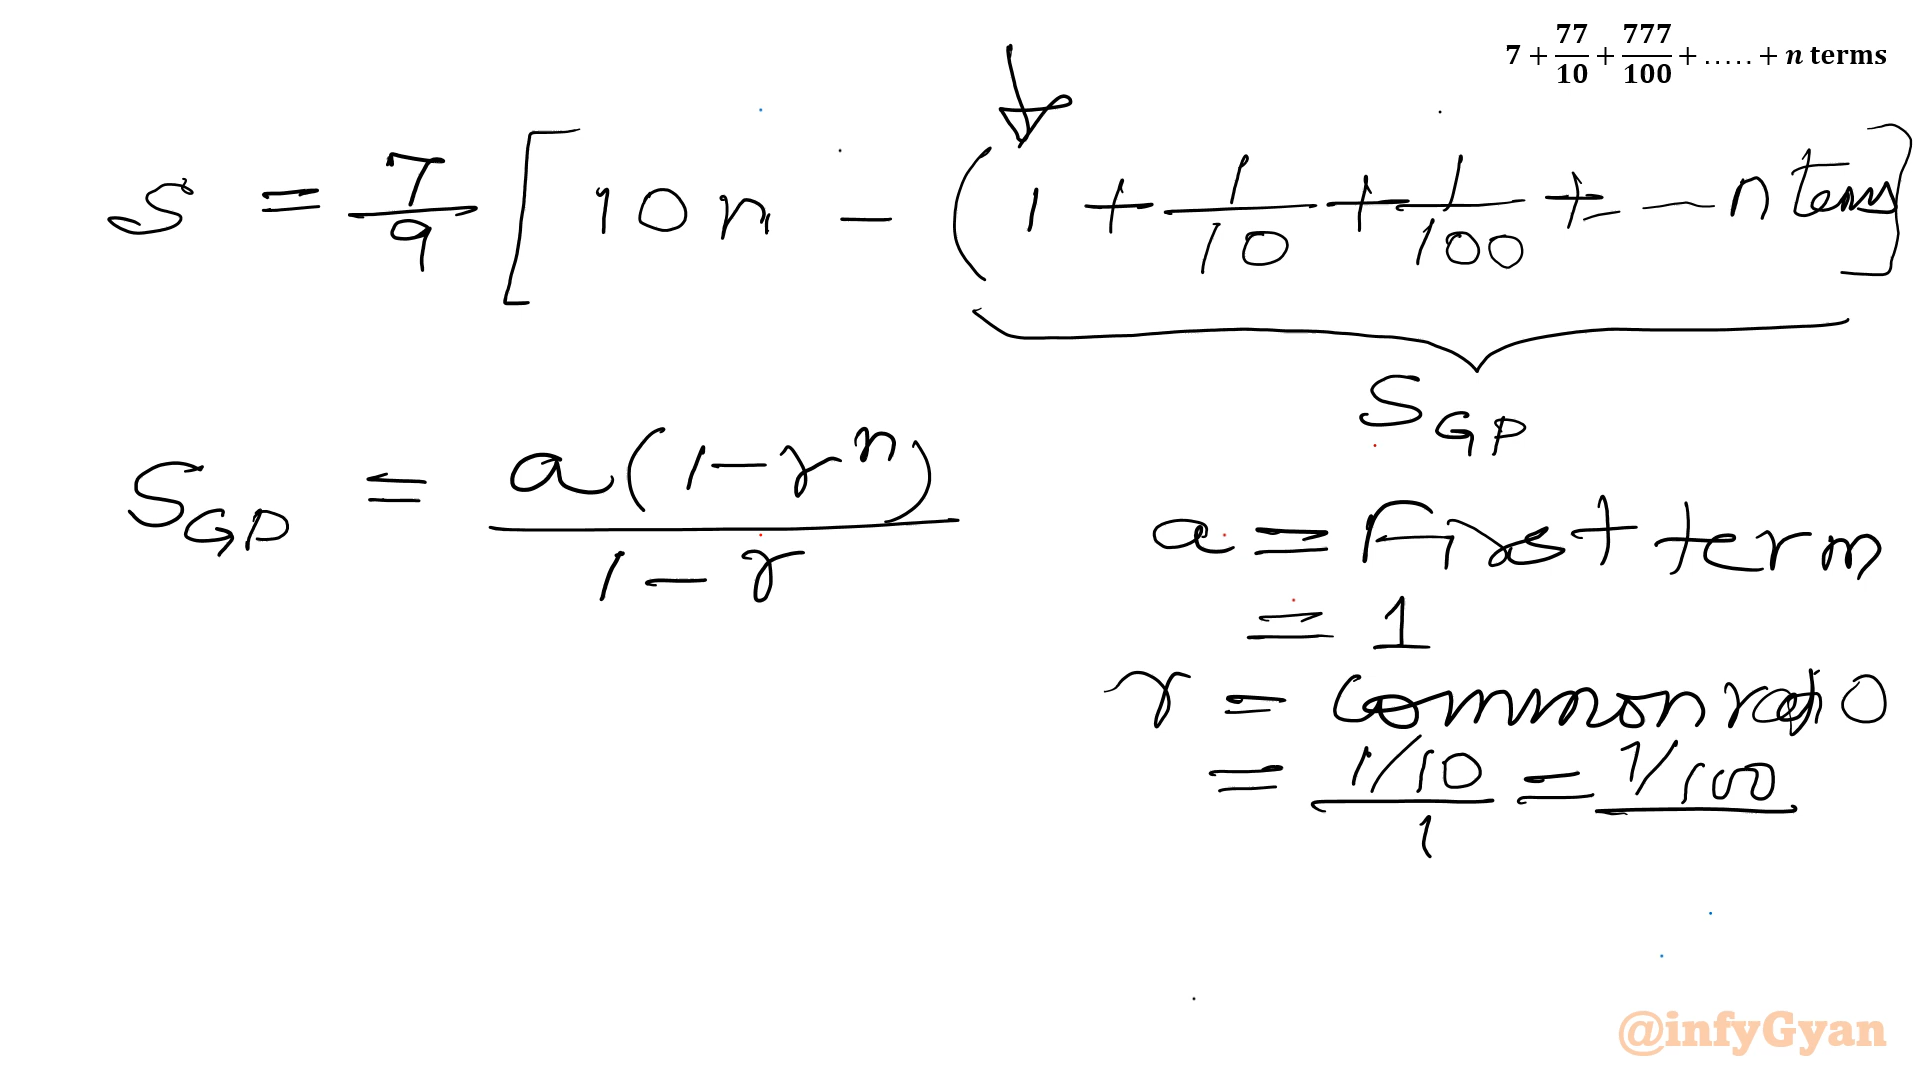 7 + 77/10 + 777/100 + ..... + n terms
S = 7/9 [10n - (1 + 1/10 + 1/100 + - - n terms]
S_GP
S_GP = a(1-r^n) / 1-r
a = First term
= 1
r = common ratio
= 1/10 / 1 = 1/100
@infyGyan